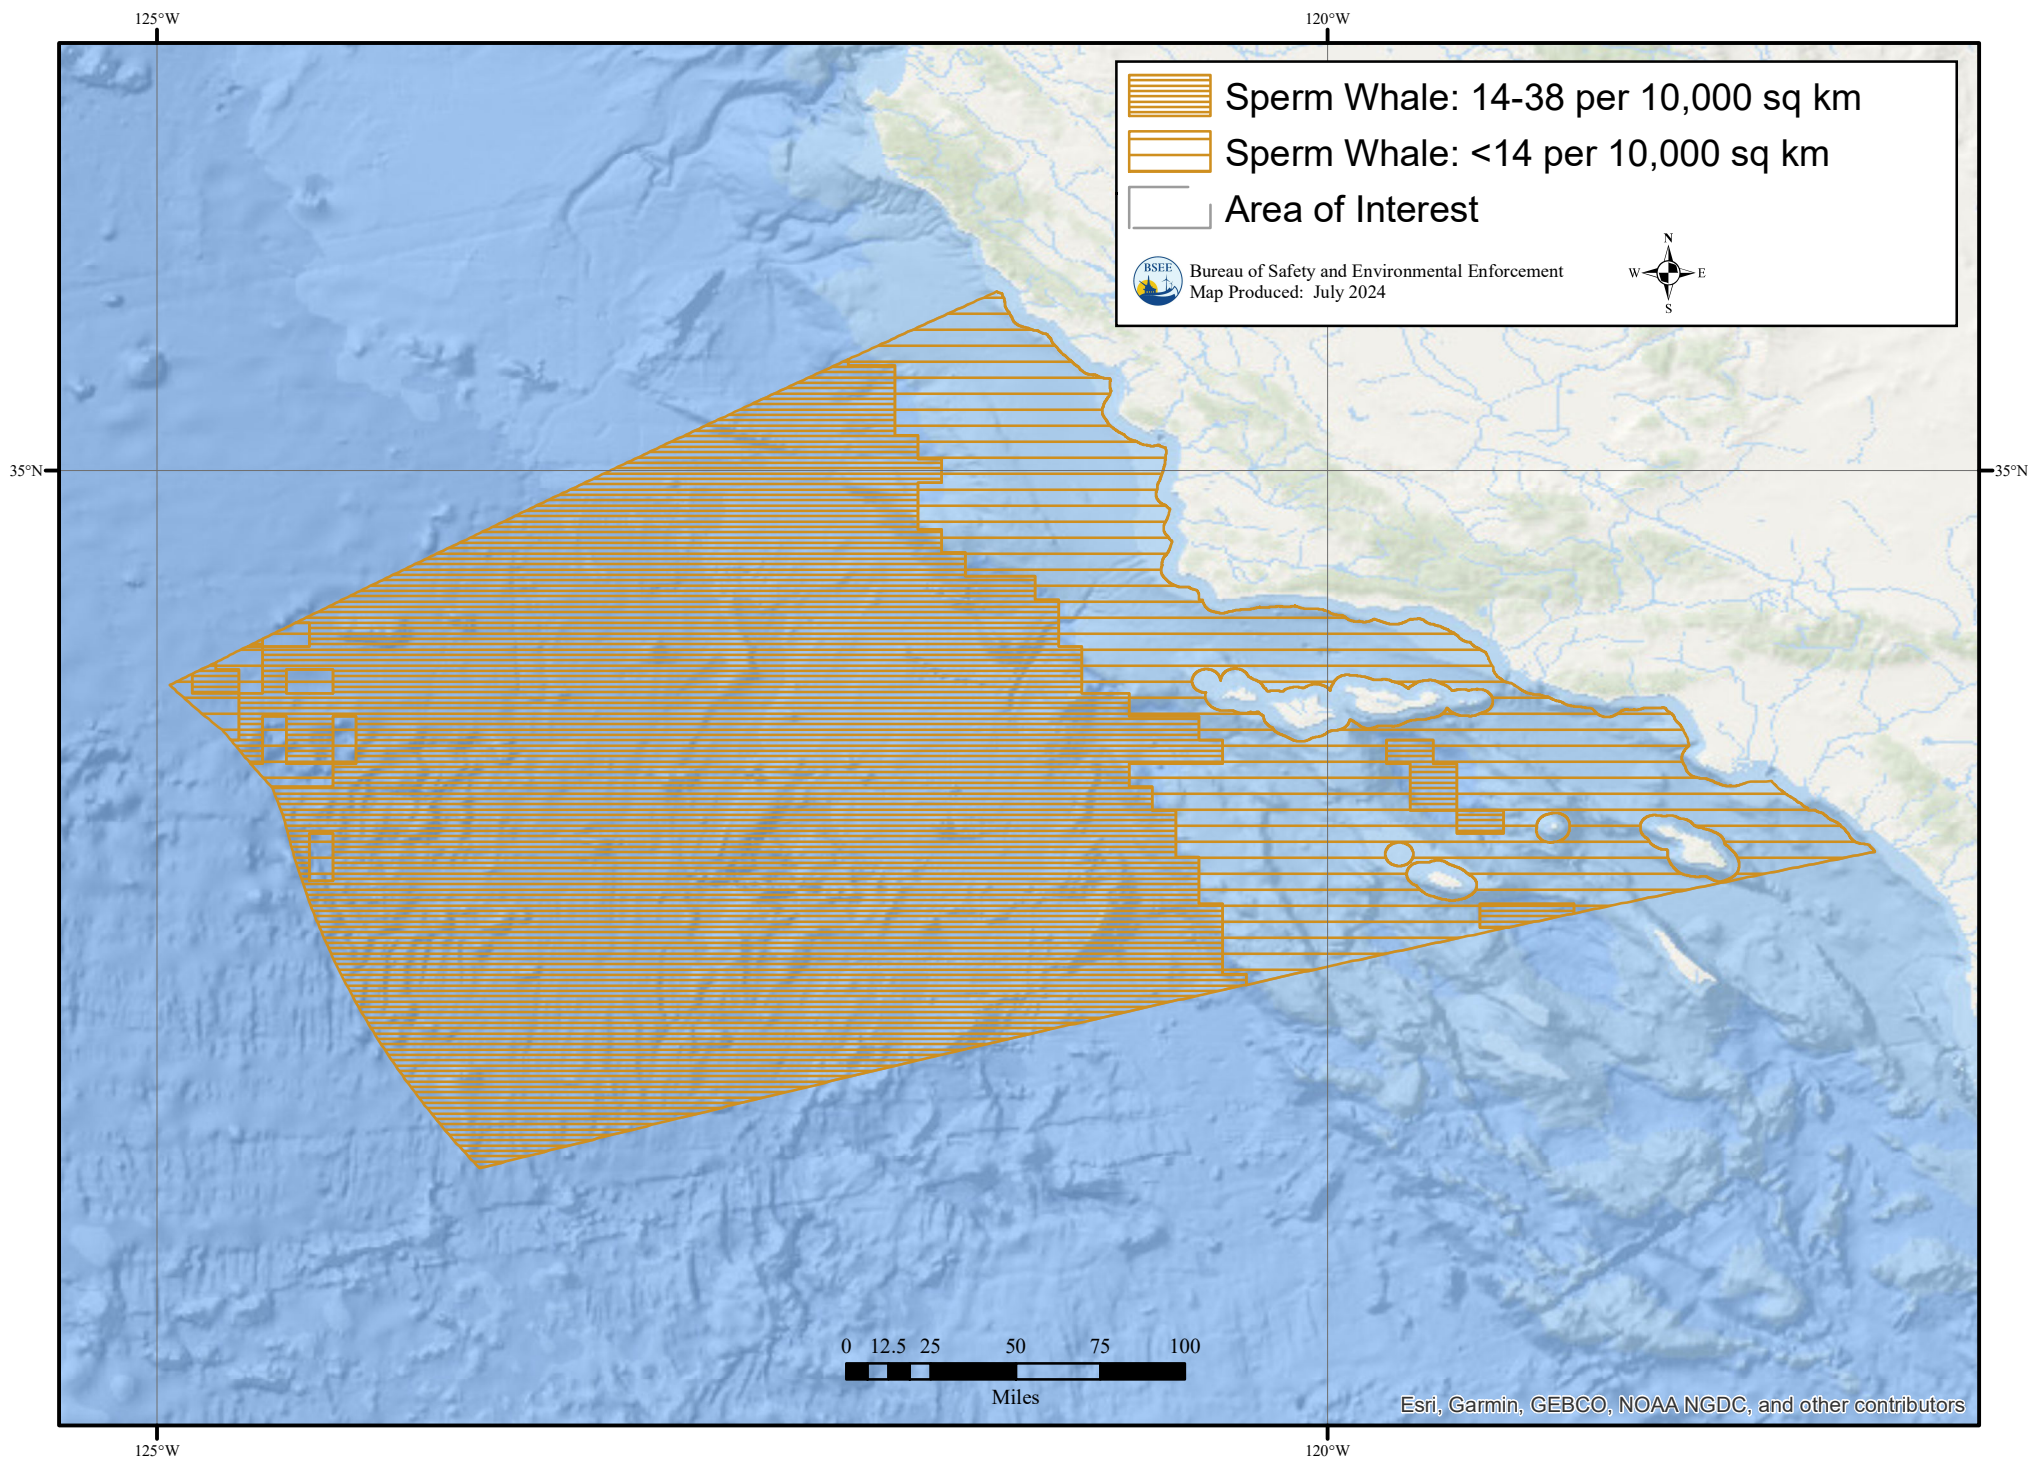 125°W
120°W
Sperm Whale: 14-38 per 10,000 sq km
Sperm Whale: <14 per 10,000 sq km
Area of Interest
N
W E
S
BSEE
Bureau of Safety and Environmental Enforcement
Map Produced: July 2024
35°N
35°N
0 12.5 25 50 75 100
Miles
Esri, Garmin, GEBCO, NOAA NGDC, and other contributors
125°W
120°W